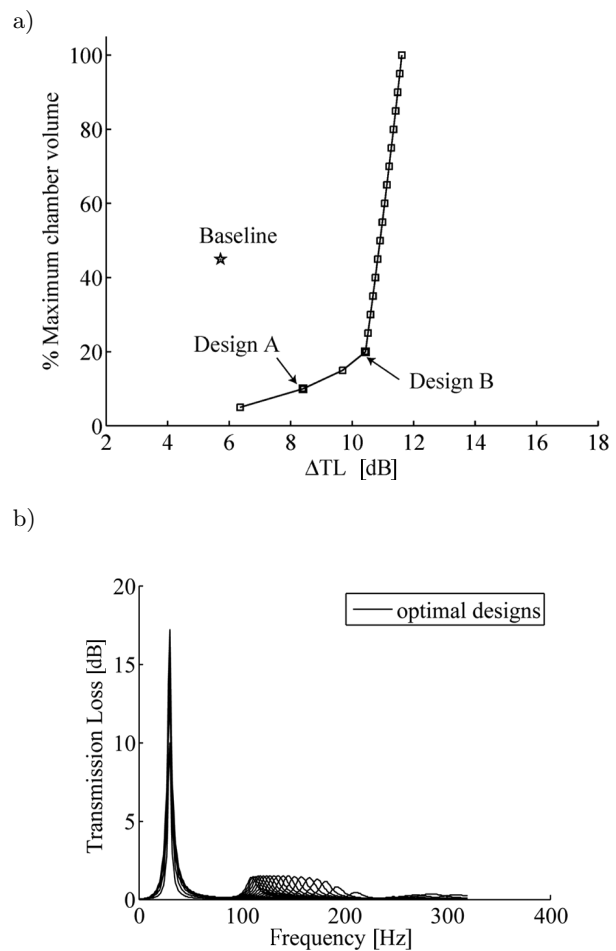 a)
100
80
60
40
20
0
% Maximum chamber volume
Baseline
Design A
Design B
2 4 6 8 10 12 14 16 18
ΔTL [dB]
b)
20
15
10
5
0
Transmission Loss [dB]
optimal designs
0 100 200 300 400
Frequency [Hz]